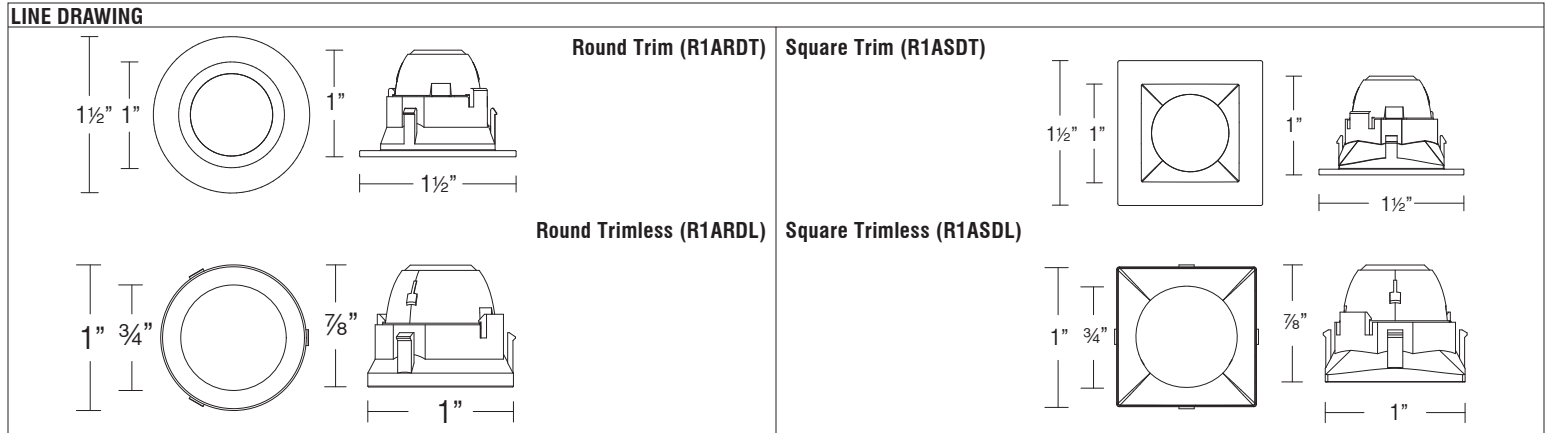 LINE DRAWING
Round Trim (R1ARDT)
1½” 1” 1”
1½”
Square Trim (R1ASDT)
1½” 1” 1”
1½”
Round Trimless (R1ARDL)
1” ¾” ⅞”
1”
Square Trimless (R1ASDL)
1” ¾” ⅞”
1”